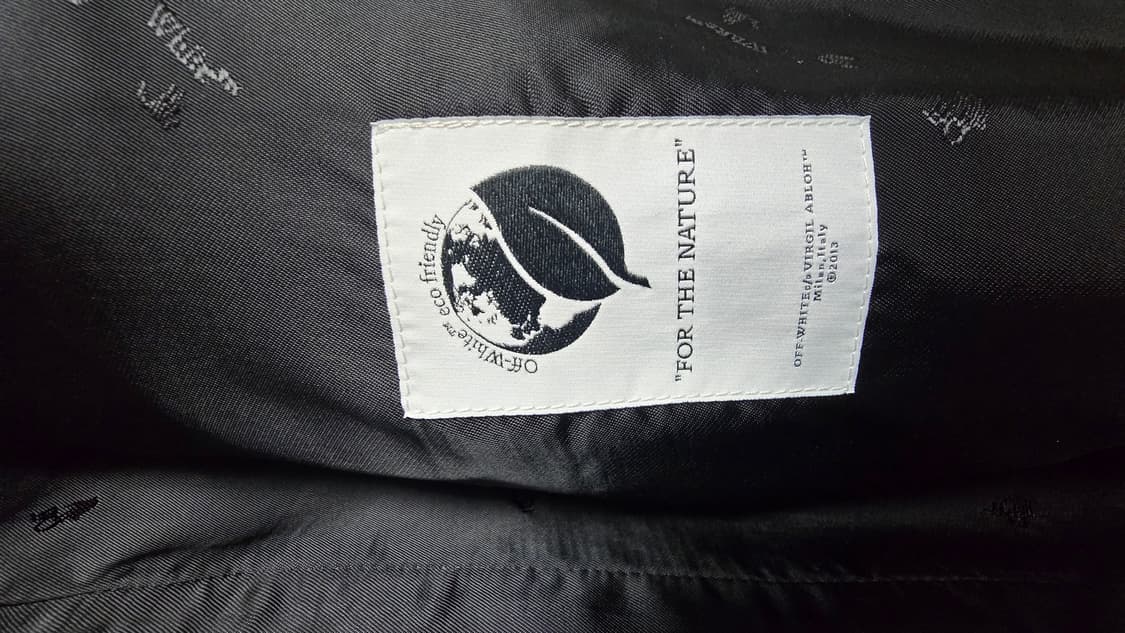 Off-White™ eco friendly
"FOR THE NATURE"
OFF-WHITE c/o VIRGIL ABLOH™
Milan, Italy
©2013